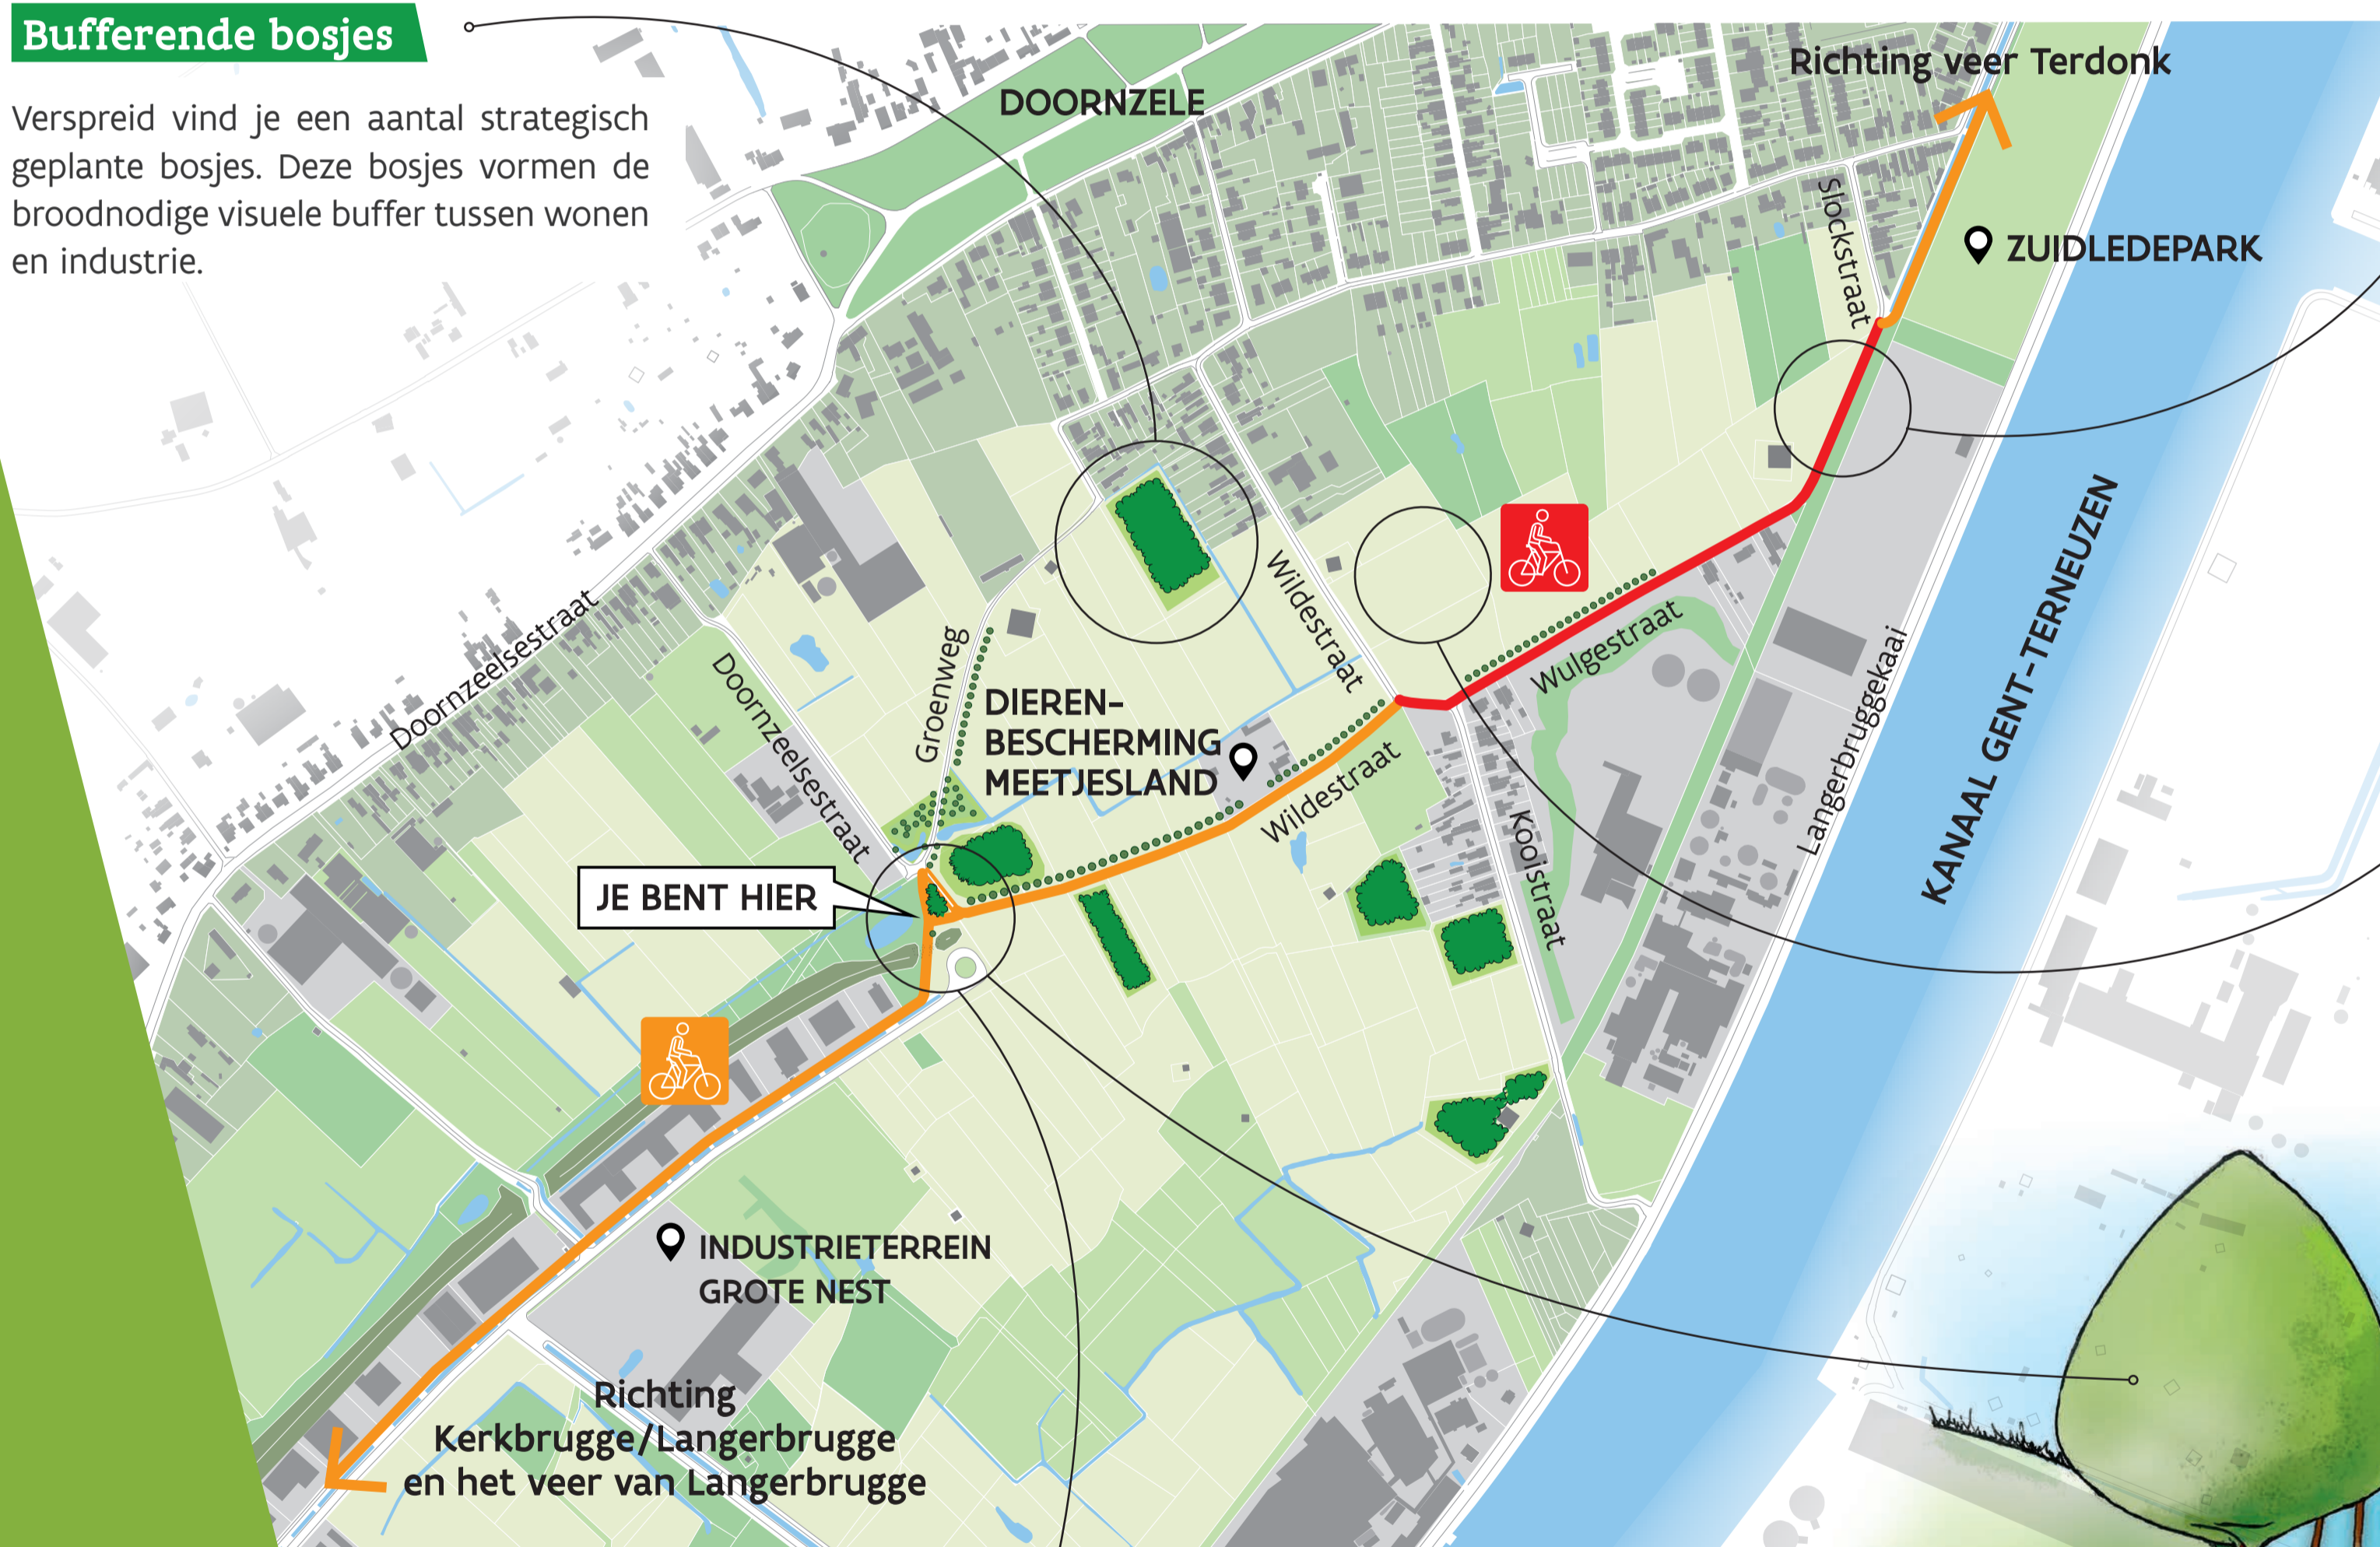 Bufferende bosjes
Verspreid vind je een aantal strategisch
geplante bosjes. Deze bosjes vormen de
broodnodige visuele buffer tussen wonen
en industrie.
DOORNZELE
Richting veer Terdonk
Slockstraat
ZUIDLEDEPARK
Doornzeelsestraat
Doornzeelsestraat
Groenweg
DIEREN-
BESCHERMING
MEETJESLAND
Wildestraat
Wildestraat
Wulgestraat
Kooistraat
Langerbruggekaai
KANAAL GENT-TERNEUZEN
JE BENT HIER
INDUSTRIETERREIN
GROTE NEST
Richting
Kerkbrugge/Langerbrugge
en het veer van Langerbrugge